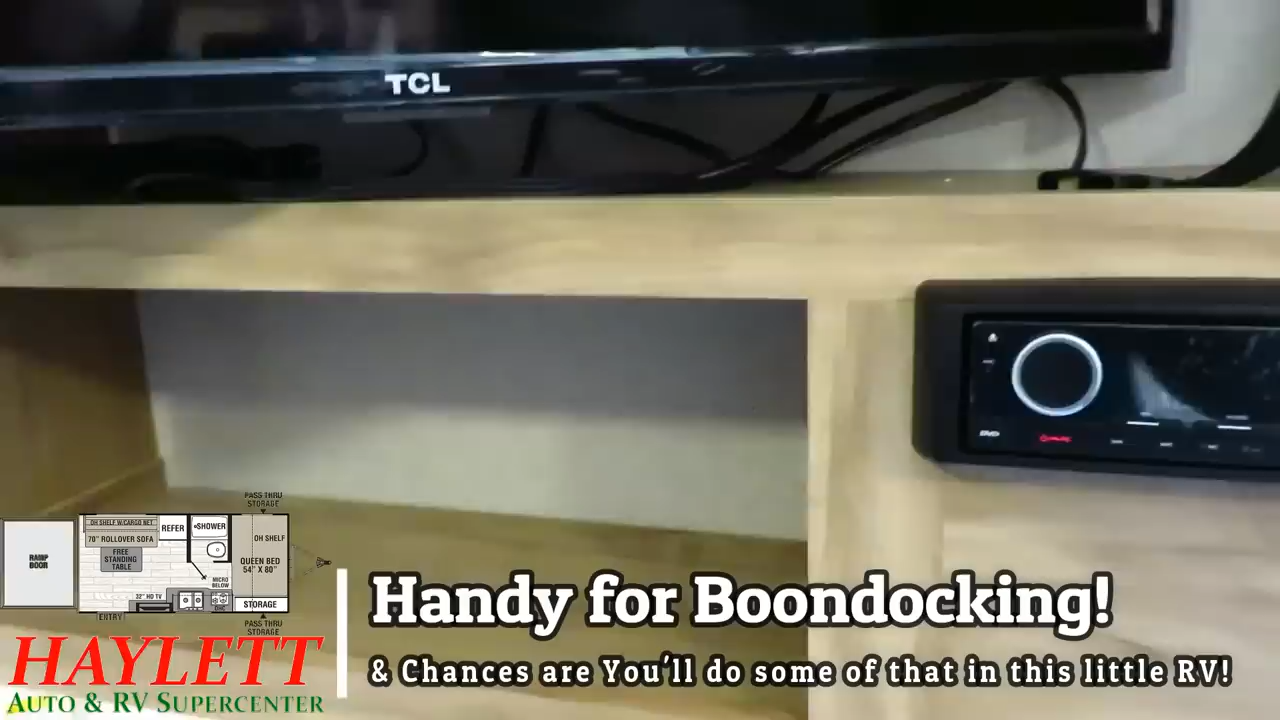 TCL
DVD
PASS THRU
STORAGE
OH SHELF W/CARGO NET
REFER
SHOWER
70" ROLLOVER SOFA
OH SHELF
FREE
STANDING
TABLE
RAMP
DOOR
QUEEN BED
54" X 80"
MICRO
BELOW
32" HD TV
OHC
STORAGE
ENTRY
PASS THRU
STORAGE
Handy for Boondocking!
& Chances are You'll do some of that in this little RV!
HAYLETT
AUTO & RV SUPERCENTER